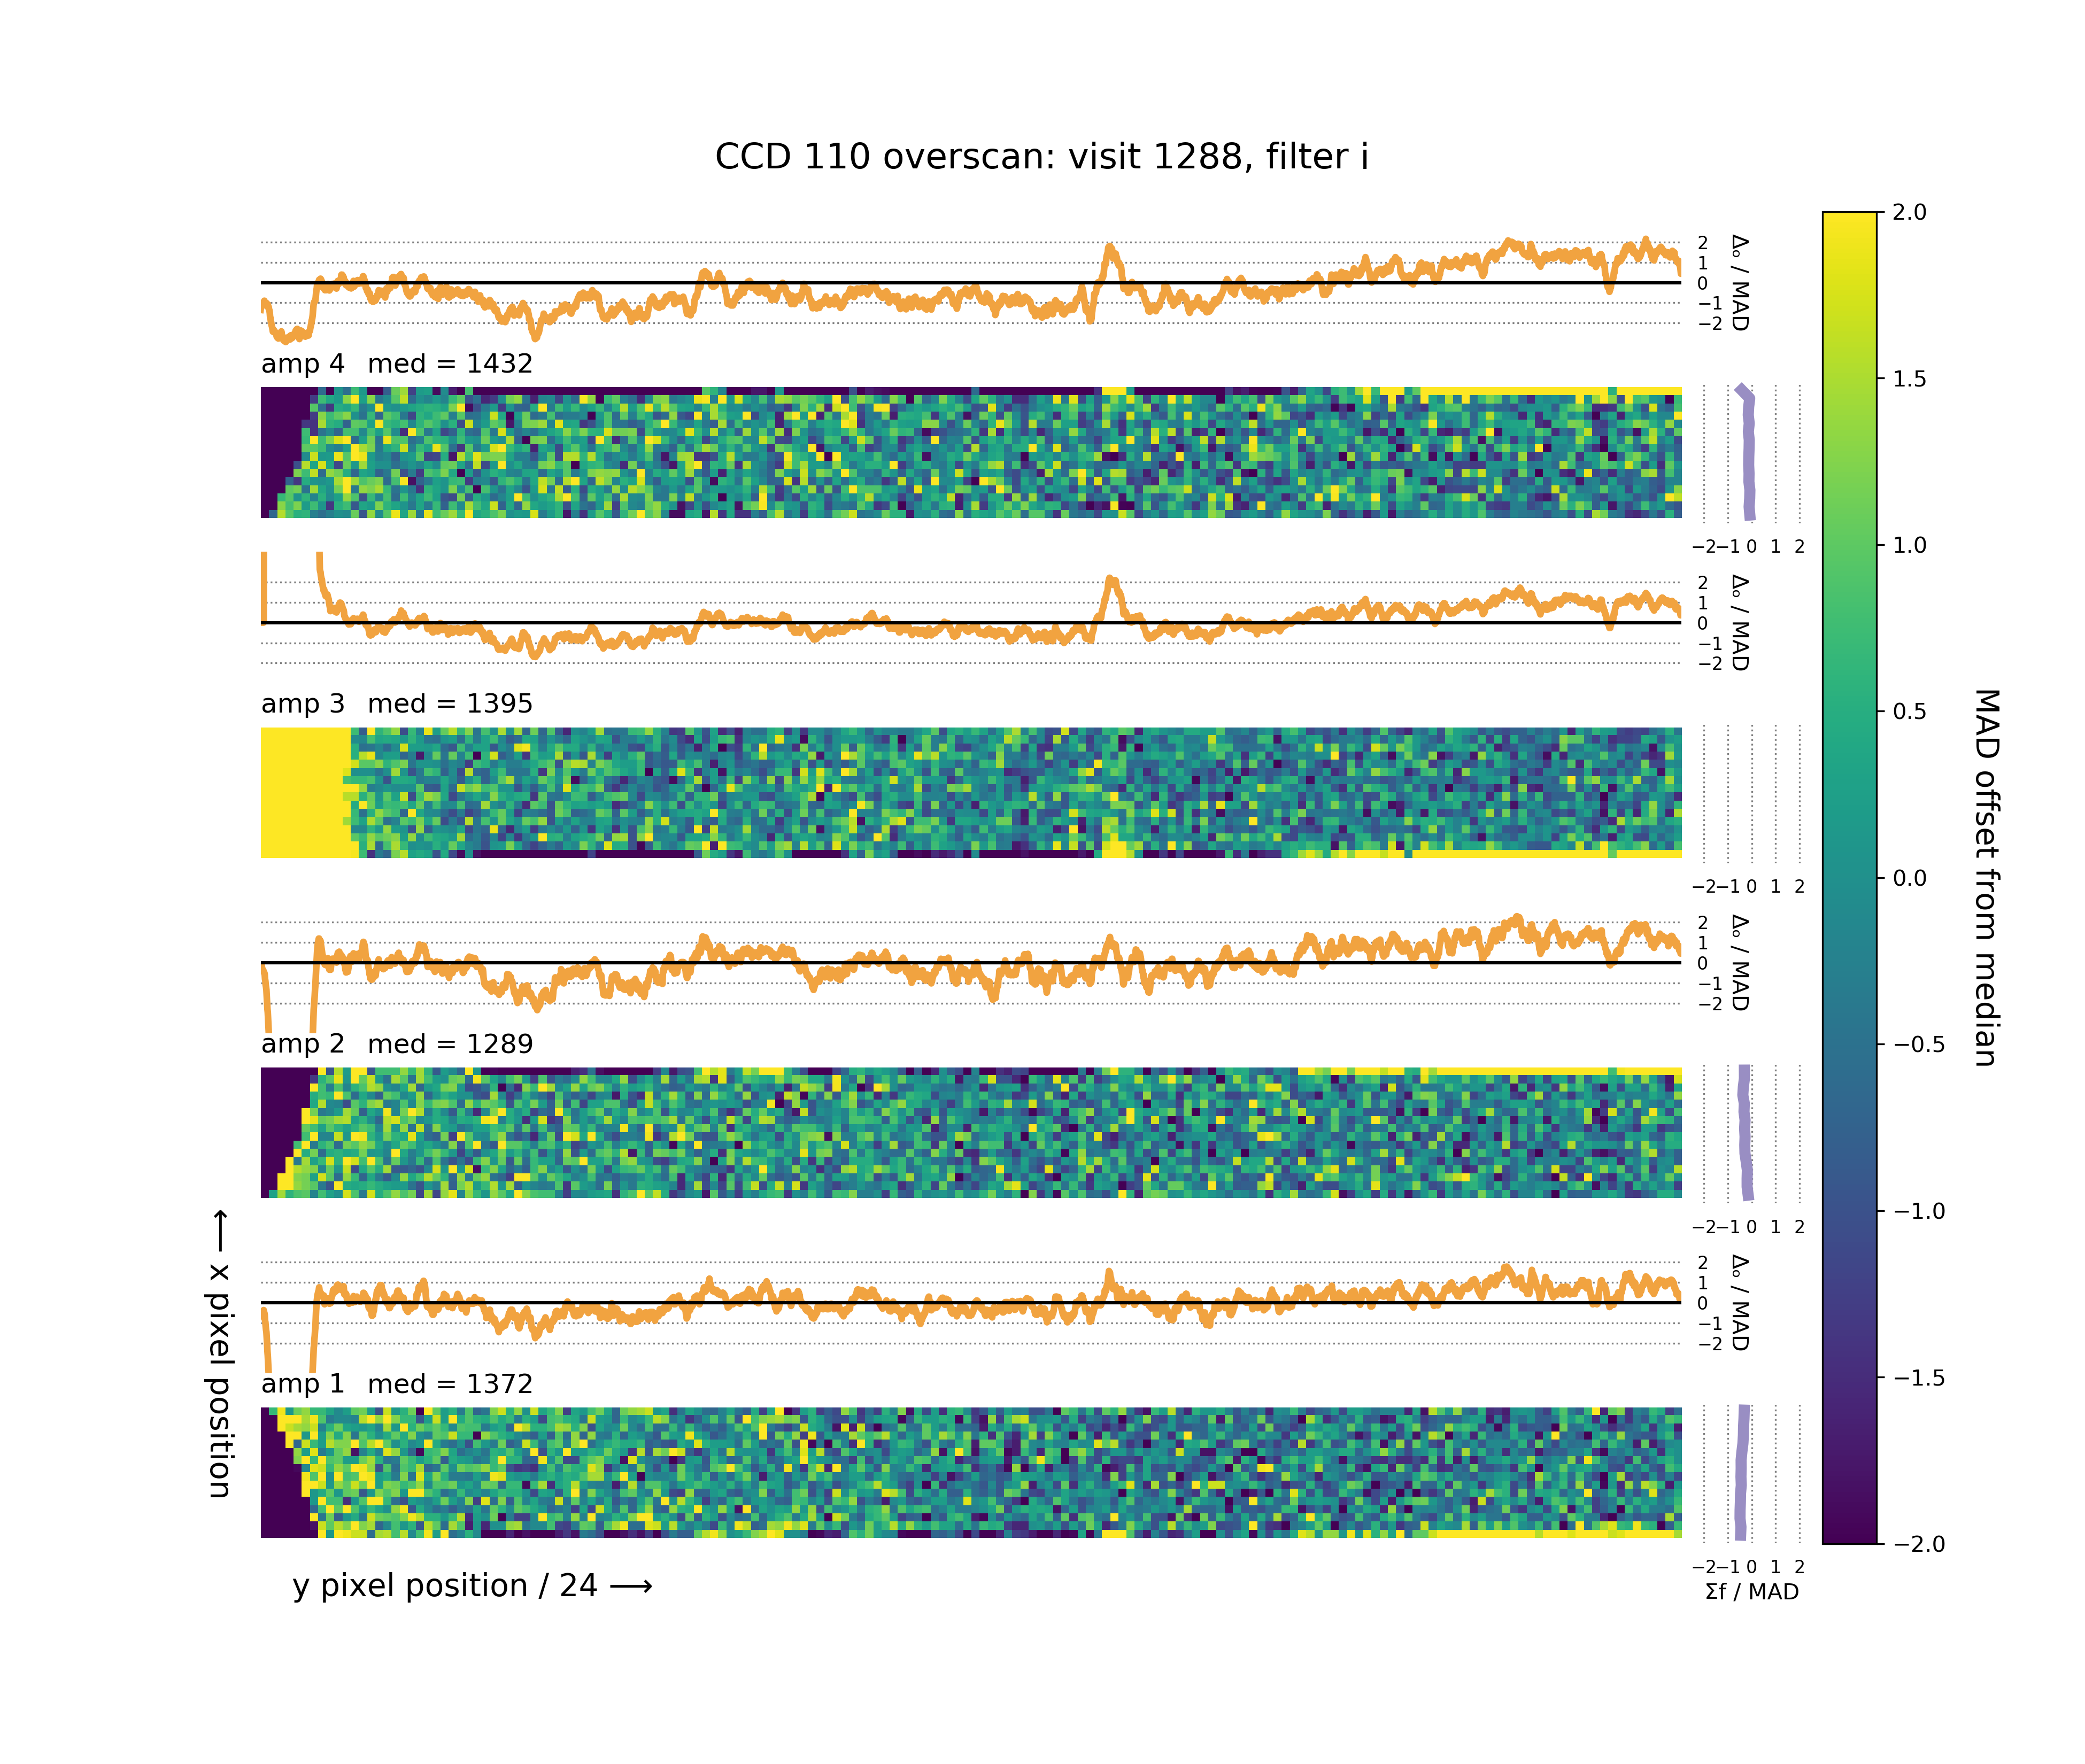 CCD 110 overscan: visit 1288, filter i
2
1
0
−1
−2
Δₒ / MAD
amp 4 med = 1432
−2 −1 0 1 2
2
1
0
−1
−2
Δₒ / MAD
amp 3 med = 1395
−2 −1 0 1 2
2
1
0
−1
−2
Δₒ / MAD
amp 2 med = 1289
−2 −1 0 1 2
2
1
0
−1
−2
Δₒ / MAD
amp 1 med = 1372
−2 −1 0 1 2
Σf / MAD
y pixel position / 24 ⟶
⟵ x pixel position
2.0
1.5
1.0
0.5
0.0
−0.5
−1.0
−1.5
−2.0
MAD offset from median